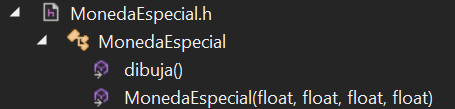 MonedaEspecial.h
MonedaEspecial
dibuja()
MonedaEspecial(float, float, float, float)